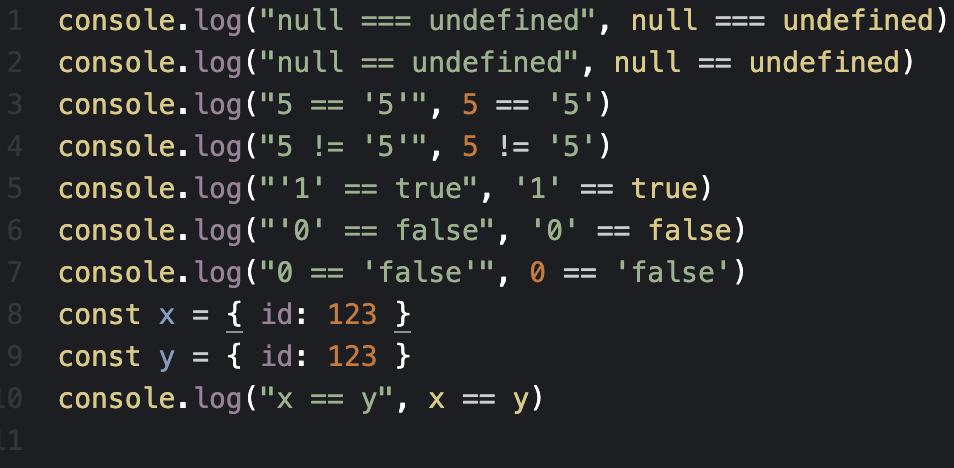 1 console.log("null === undefined", null === undefined)
2 console.log("null == undefined", null == undefined)
3 console.log("5 == '5'", 5 == '5')
4 console.log("5 != '5'", 5 != '5')
5 console.log("'1' == true", '1' == true)
6 console.log("'0' == false", '0' == false)
7 console.log("0 == 'false'", 0 == 'false')
8 const x = { id: 123 }
9 const y = { id: 123 }
10 console.log("x == y", x == y)
11